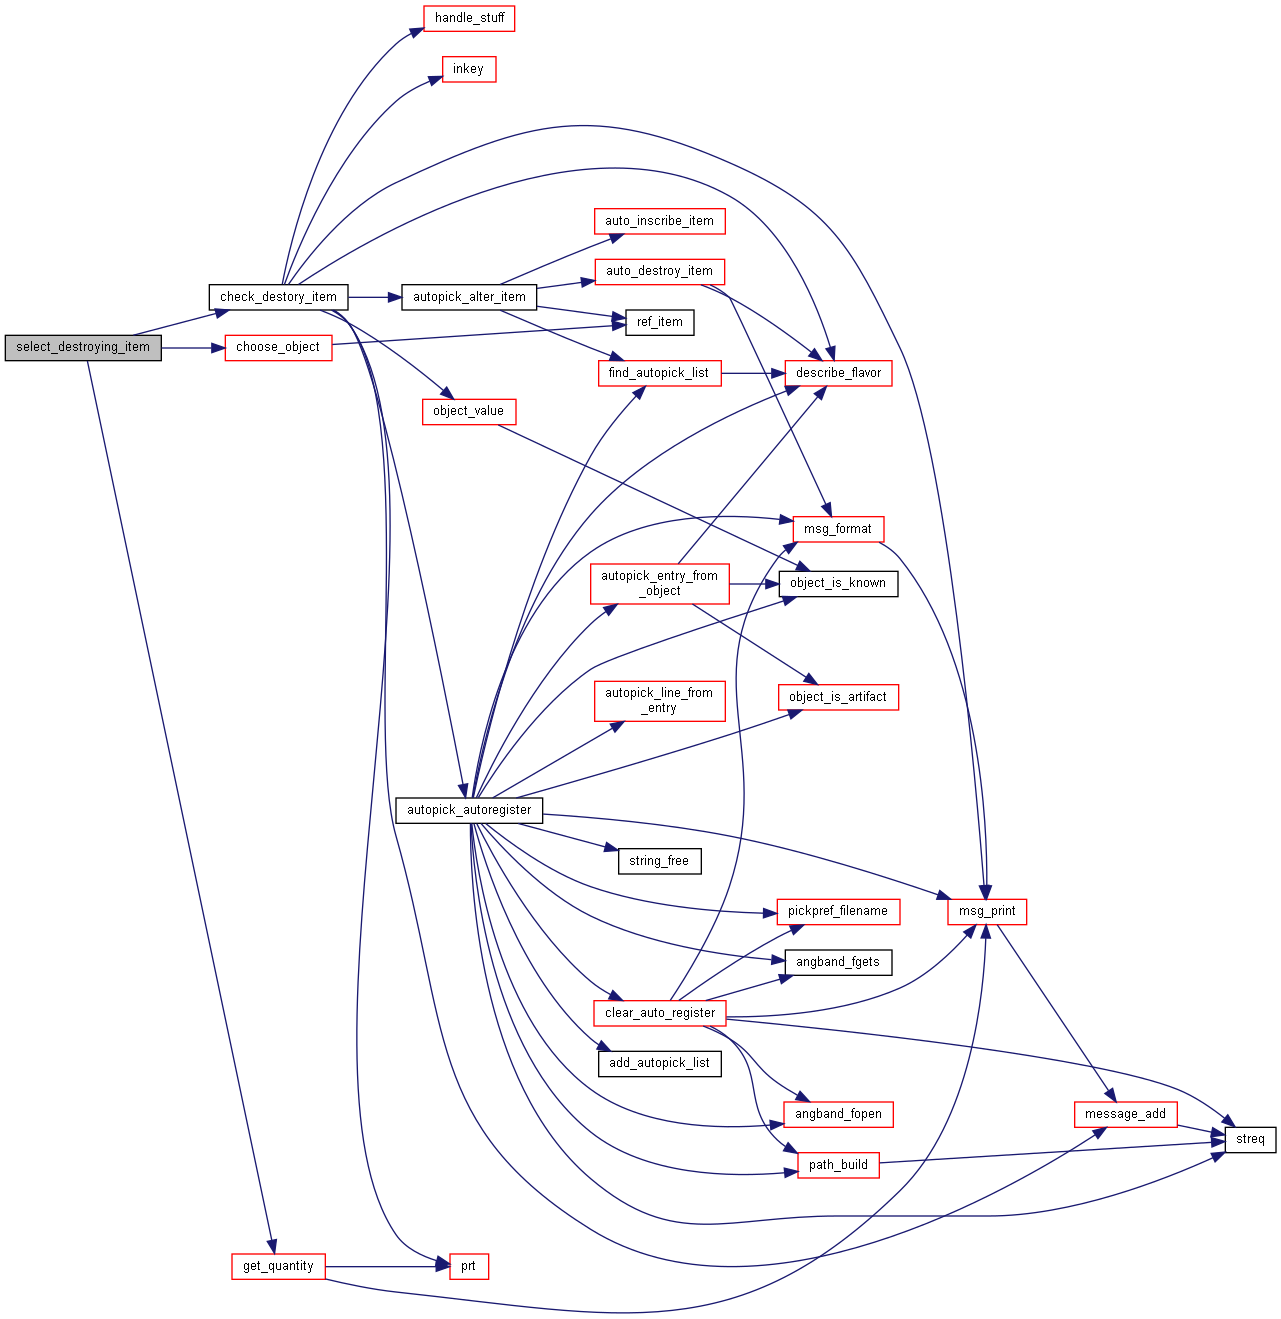 handle_stuff
inkey
auto_inscribe_item
auto_destroy_item
check_destory_item
autopick_alter_item
ref_item
select_destroying_item
choose_object
find_autopick_list
describe_flavor
object_value
msg_format
autopick_entry_from
_object
object_is_known
autopick_line_from
_entry
object_is_artifact
autopick_autoregister
string_free
pickpref_filename
msg_print
angband_fgets
clear_auto_register
add_autopick_list
angband_fopen
message_add
streq
path_build
get_quantity
prt